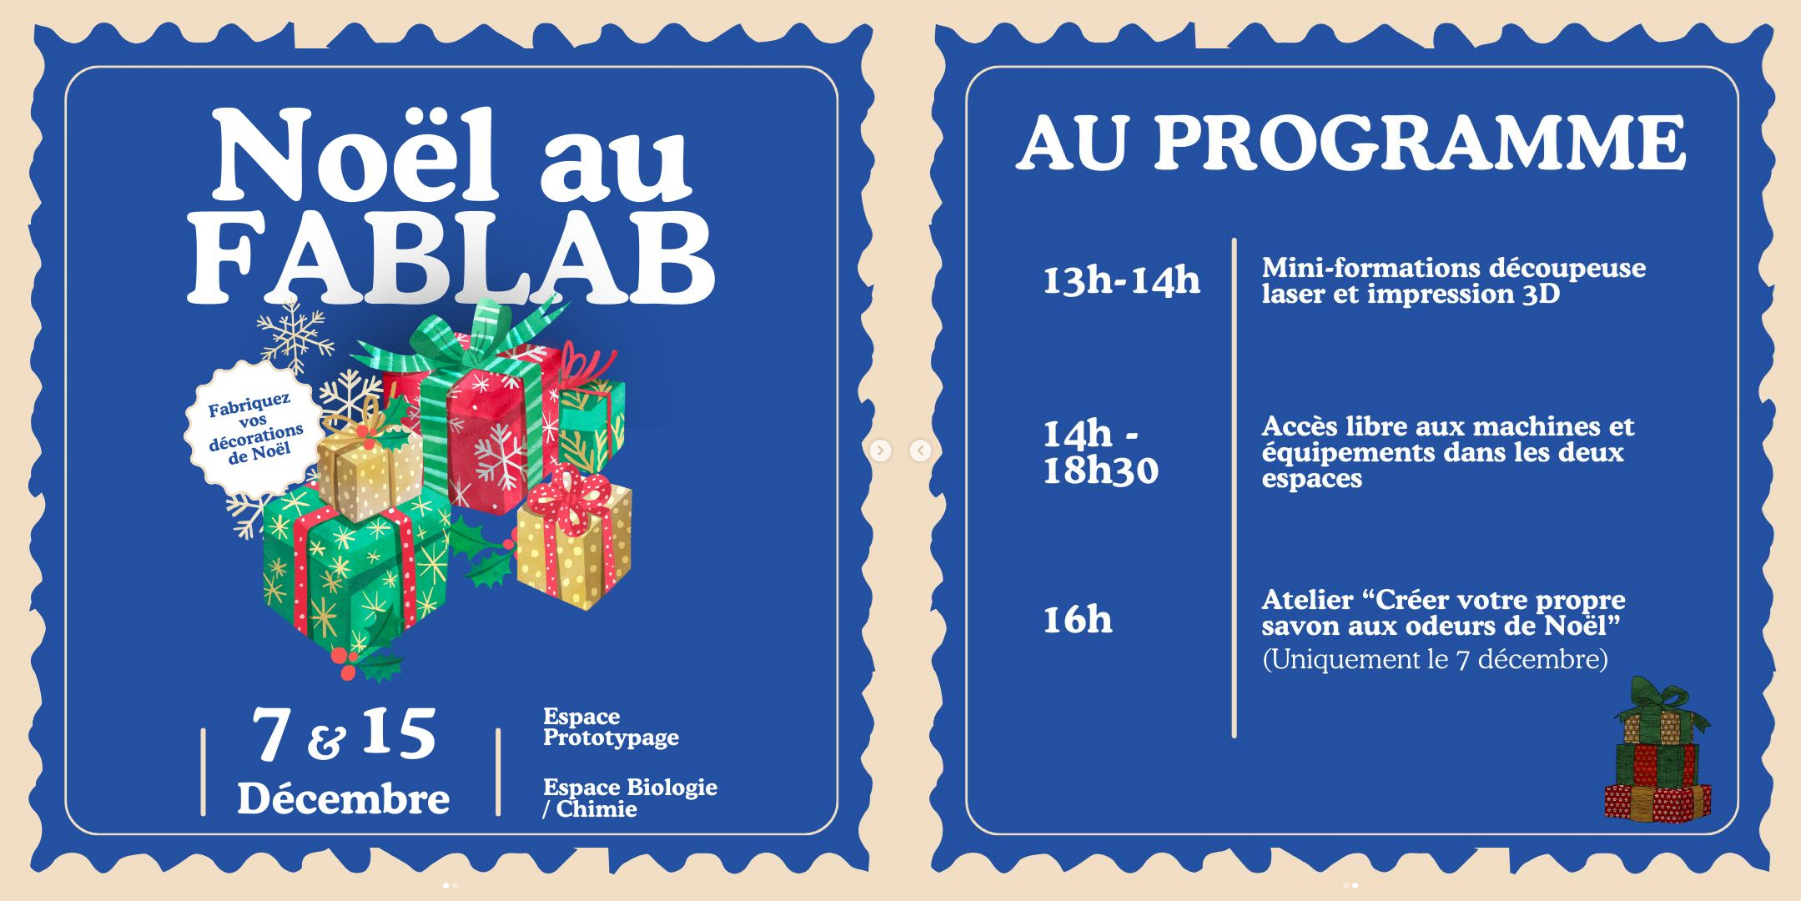 Noël au
FABLAB
Fabriquez
vos
décorations
de Noël
7 & 15
Décembre
Espace
Prototypage
Espace Biologie
/ Chimie
AU PROGRAMME
13h-14h
Mini-formations découpeuse
laser et impression 3D
14h -
18h30
Accès libre aux machines et
équipements dans les deux
espaces
16h
Atelier “Créer votre propre
savon aux odeurs de Noël”
(Uniquement le 7 décembre)